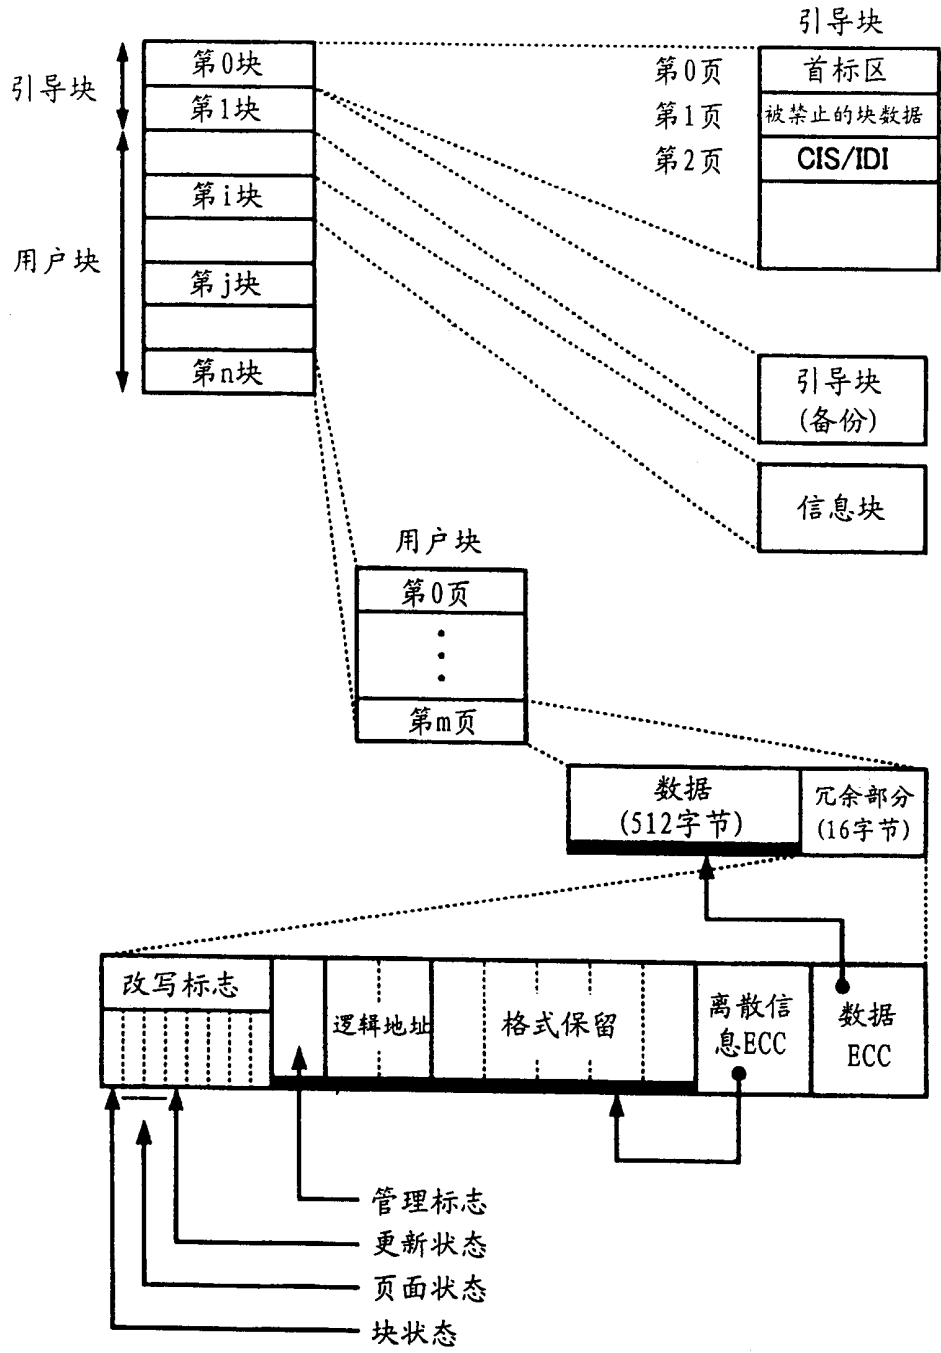 引导块
第0块
第1块
第i块
第j块
第n块
引导块
用户块
第0页
第1页
第2页
首标区
被禁止的块数据
CIS/IDI
引导块
(备份)
信息块
用户块
第0页
第m页
数据
(512字节)
冗余部分
(16字节)
改写标志
逻辑地址
格式保留
离散信
息ECC
数据
ECC
管理标志
更新状态
页面状态
块状态